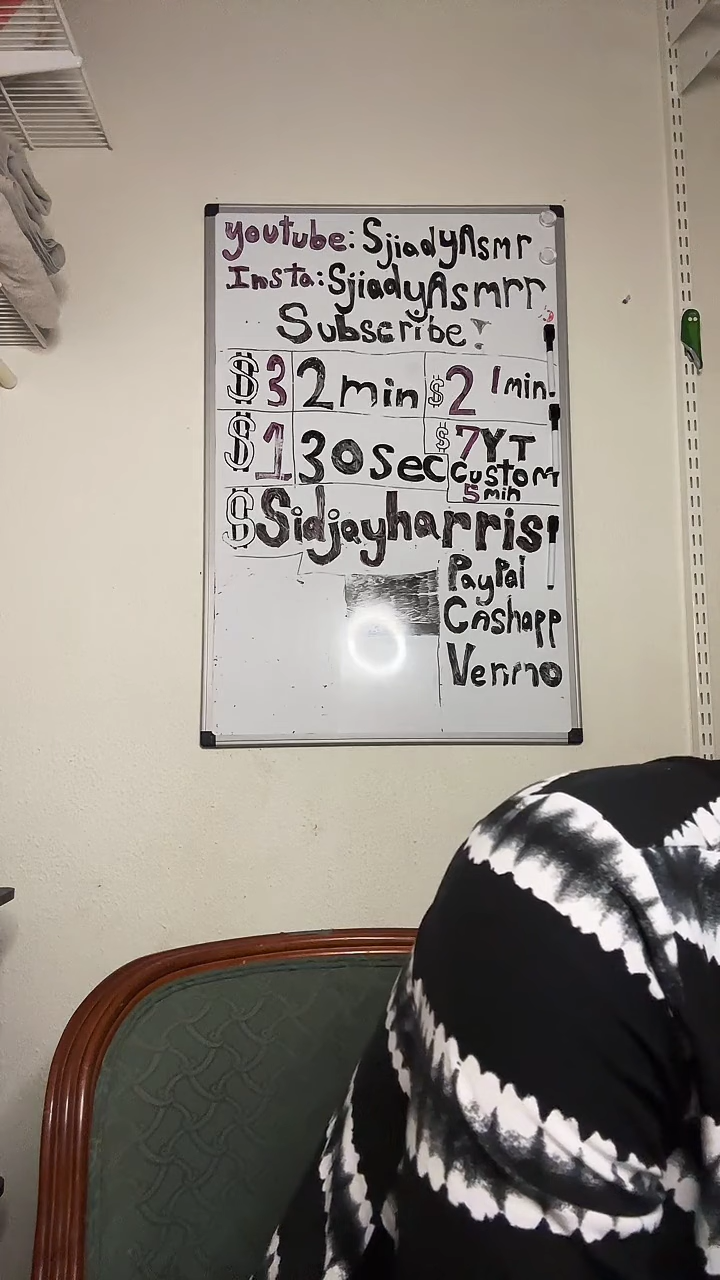 youtube: SjiadyAsmr
Insta: SjiadyAsmrr
Subscribe
$3 2min $2 1min.
$1 30sec $7 YT
Custom
5min
$Sidjayharris!
PayPal
Cashapp
Venmo